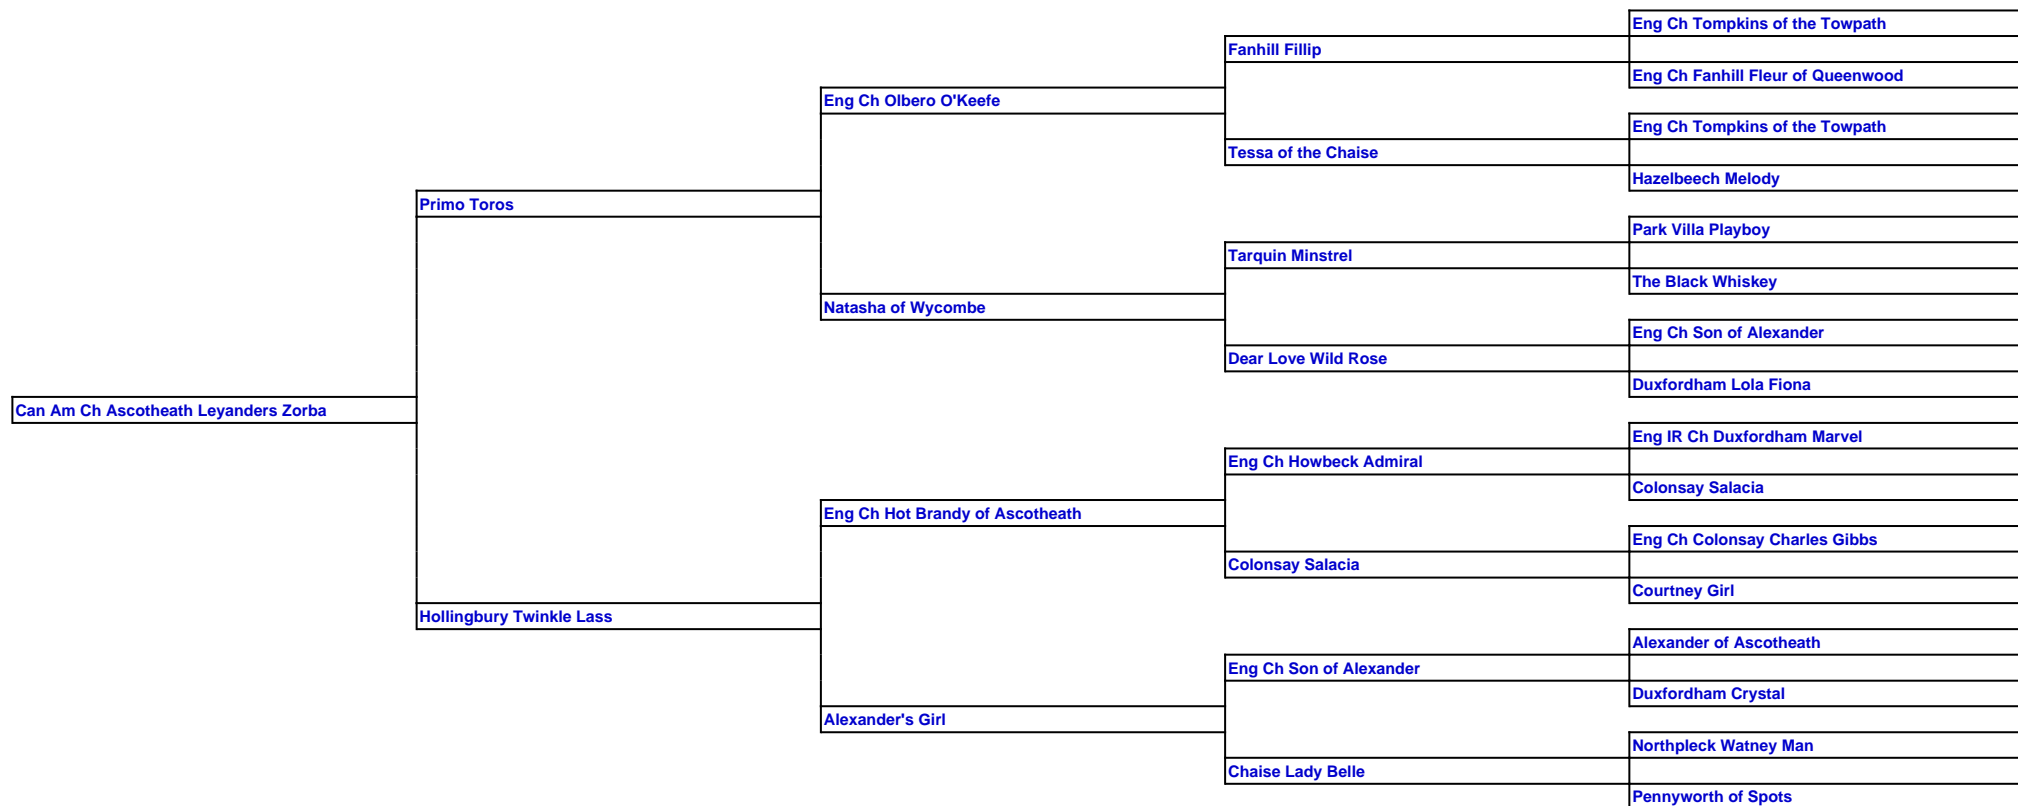 Eng Ch Tompkins of the Towpath
Fanhill Fillip
Eng Ch Fanhill Fleur of Queenwood
Eng Ch Olbero O'Keefe
Eng Ch Tompkins of the Towpath
Tessa of the Chaise
Hazelbeech Melody
Primo Toros
Park Villa Playboy
Tarquin Minstrel
The Black Whiskey
Natasha of Wycombe
Eng Ch Son of Alexander
Dear Love Wild Rose
Duxfordham Lola Fiona
Can Am Ch Ascotheath Leyanders Zorba
Eng IR Ch Duxfordham Marvel
Eng Ch Howbeck Admiral
Colonsay Salacia
Eng Ch Hot Brandy of Ascotheath
Eng Ch Colonsay Charles Gibbs
Colonsay Salacia
Courtney Girl
Hollingbury Twinkle Lass
Alexander of Ascotheath
Eng Ch Son of Alexander
Duxfordham Crystal
Alexander's Girl
Northpleck Watney Man
Chaise Lady Belle
Pennyworth of Spots